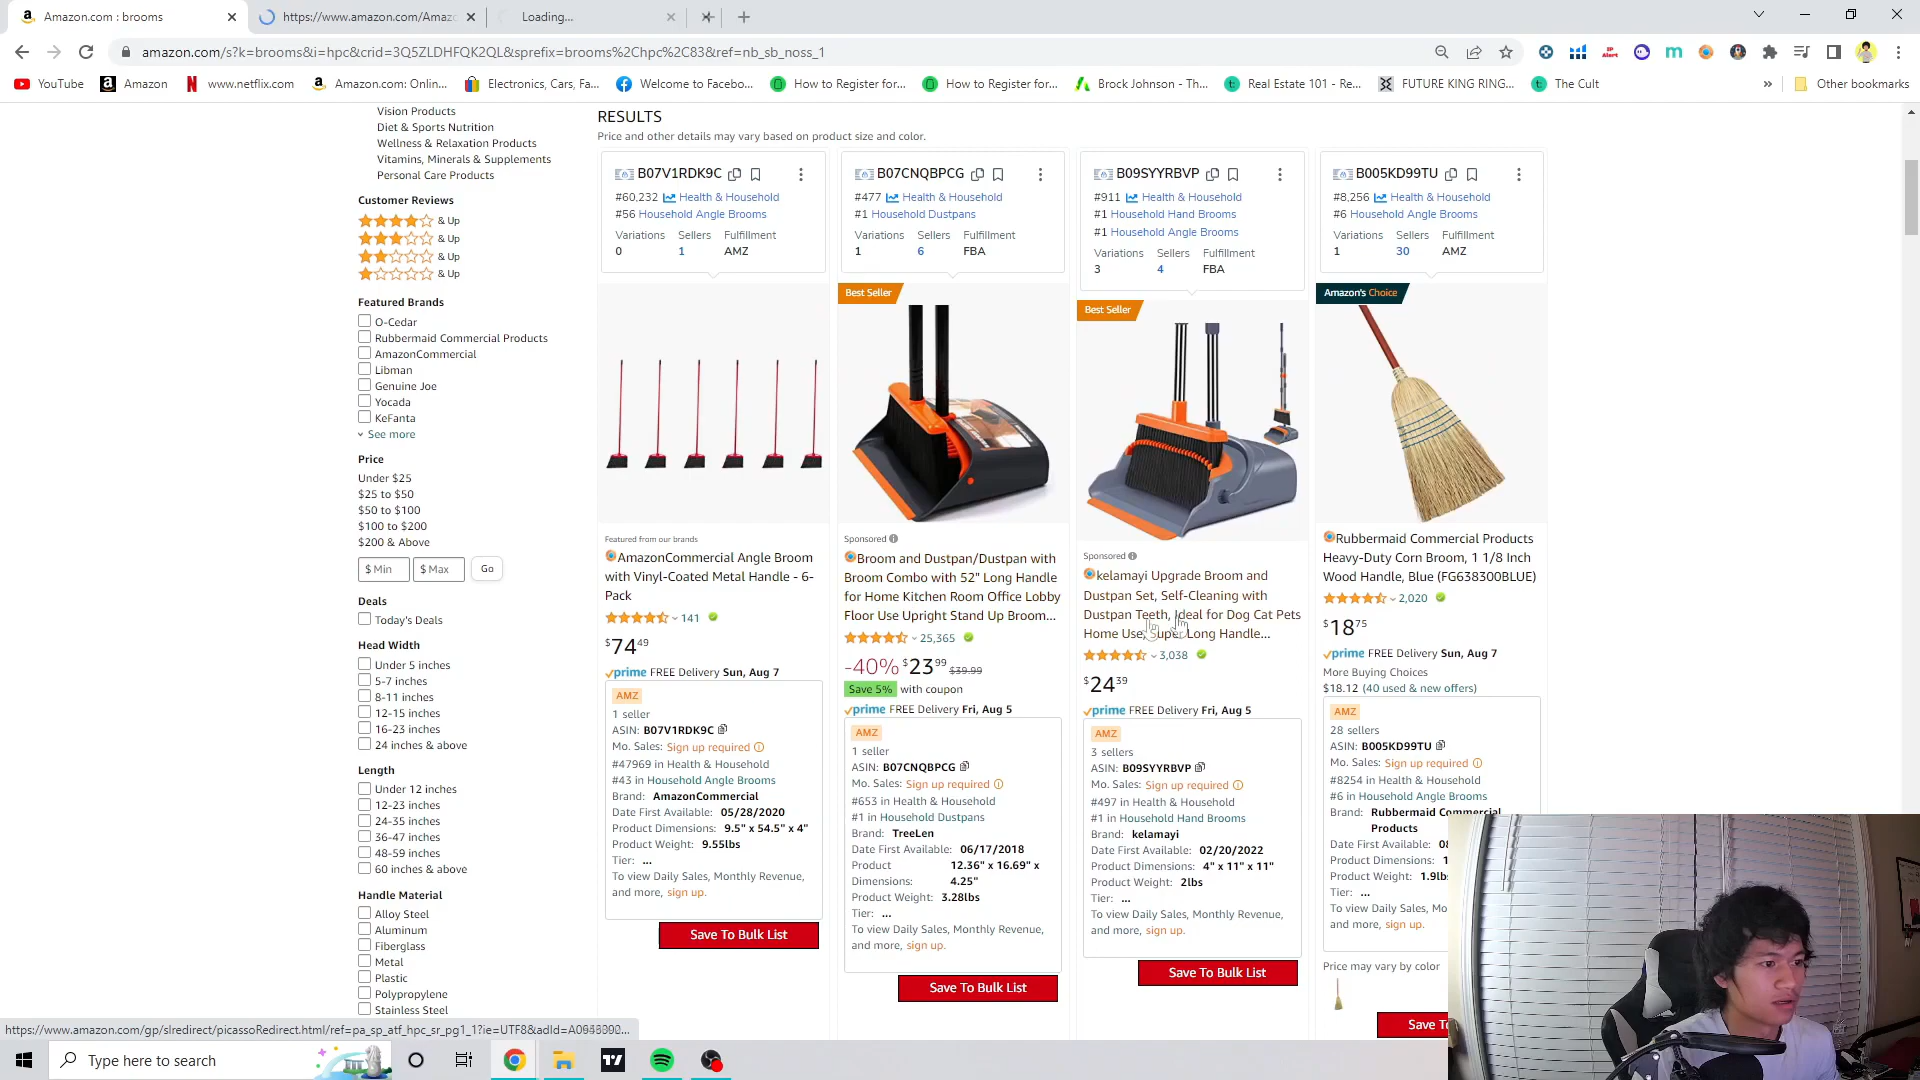 Amazon.com : brooms
https://www.amazon.com/Amaz
Loading...
amazon.com/s?k=brooms&i=hpc&crid=3Q5ZLDHFQK2QL&sprefix=brooms%2Chpc%2C83&ref=nb_sb_noss_1
YouTube
Amazon
www.netflix.com
Amazon.com: Onlin...
Electronics, Cars, Fa...
Welcome to Facebo...
How to Register for...
How to Register for...
Brock Johnson - Th...
Real Estate 101 - Re...
FUTURE KING RING...
The Cult
»
Other bookmarks
Vision Products
Diet & Sports Nutrition
Wellness & Relaxation Products
Vitamins, Minerals & Supplements
Personal Care Products
Customer Reviews
& Up
& Up
& Up
& Up
Featured Brands
O-Cedar
Rubbermaid Commercial Products
AmazonCommercial
Libman
Genuine Joe
Yocada
KeFanta
See more
Price
Under $25
$25 to $50
$50 to $100
$100 to $200
$200 & Above
$ Min $ Max Go
Deals
Today's Deals
Head Width
Under 5 inches
5-7 inches
8-11 inches
12-15 inches
16-23 inches
24 inches & above
Length
Under 12 inches
12-23 inches
24-35 inches
36-47 inches
48-59 inches
60 inches & above
Handle Material
Alloy Steel
Aluminum
Fiberglass
Metal
Plastic
Polypropylene
Stainless Steel
RESULTS
Price and other details may vary based on product size and color.
B07V1RDK9C
#60,232 Health & Household
#56 Household Angle Brooms
Variations Sellers Fulfillment
0 1 AMZ
Featured from our brands
AmazonCommercial Angle Broom
with Vinyl-Coated Metal Handle - 6-
Pack
141
$74 49
prime FREE Delivery Sun, Aug 7
AMZ
1 seller
ASIN: B07V1RDK9C
Mo. Sales: Sign up required
#47969 in Health & Household
#43 in Household Angle Brooms
Brand: AmazonCommercial
Date First Available: 05/28/2020
Product Dimensions: 9.5" x 54.5" x 4"
Product Weight: 9.55lbs
Tier: ...
To view Daily Sales, Monthly Revenue,
and more, sign up.
Save To Bulk List
B07CNQBPCG
#477 Health & Household
#1 Household Dustpans
Variations Sellers Fulfillment
1 6 FBA
Best Seller
Sponsored
Broom and Dustpan/Dustpan with
Broom Combo with 52" Long Handle
for Home Kitchen Room Office Lobby
Floor Use Upright Stand Up Broom...
25,365
-40% $23 99 $39.99
Save 5% with coupon
prime FREE Delivery Fri, Aug 5
AMZ
1 seller
ASIN: B07CNQBPCG
Mo. Sales: Sign up required
#653 in Health & Household
#1 in Household Dustpans
Brand: TreeLen
Date First Available: 06/17/2018
Product 12.36" x 16.69" x
Dimensions: 4.25"
Product Weight: 3.28lbs
Tier: ...
To view Daily Sales, Monthly Revenue,
and more, sign up.
Save To Bulk List
B09SYYRBVP
#911 Health & Household
#1 Household Hand Brooms
#1 Household Angle Brooms
Variations Sellers Fulfillment
3 4 FBA
Best Seller
Sponsored
kelamayi Upgrade Broom and
Dustpan Set, Self-Cleaning with
Dustpan Teeth, Ideal for Dog Cat Pets
Home Use, Super Long Handle...
3,038
$24 39
prime FREE Delivery Fri, Aug 5
AMZ
3 sellers
ASIN: B09SYYRBVP
Mo. Sales: Sign up required
#497 in Health & Household
#1 in Household Hand Brooms
Brand: kelamayi
Date First Available: 02/20/2022
Product Dimensions: 4" x 11" x 11"
Product Weight: 2lbs
Tier: ...
To view Daily Sales, Monthly Revenue,
and more, sign up.
Save To Bulk List
B005KD99TU
#8,256 Health & Household
#6 Household Angle Brooms
Variations Sellers Fulfillment
1 30 AMZ
Amazon's Choice
Rubbermaid Commercial Products
Heavy-Duty Corn Broom, 1 1/8 Inch
Wood Handle, Blue (FG638300BLUE)
2,020
$18 75
prime FREE Delivery Sun, Aug 7
More Buying Choices
$18.12 (40 used & new offers)
AMZ
28 sellers
ASIN: B005KD99TU
Mo. Sales: Sign up required
#8254 in Health & Household
#6 in Household Angle Brooms
Brand: Rubbermaid Commercial
Products
Date First Available: 08
Product Dimensions: 1
Product Weight: 1.9lbs
Tier: ...
To view Daily Sales, Mo
and more, sign up.
Price may vary by color
Save To
https://www.amazon.com/gp/slredirect/picassoRedirect.html/ref=pa_sp_atf_hpc_sr_pg1_1?ie=UTF8&adId=
Type here to search